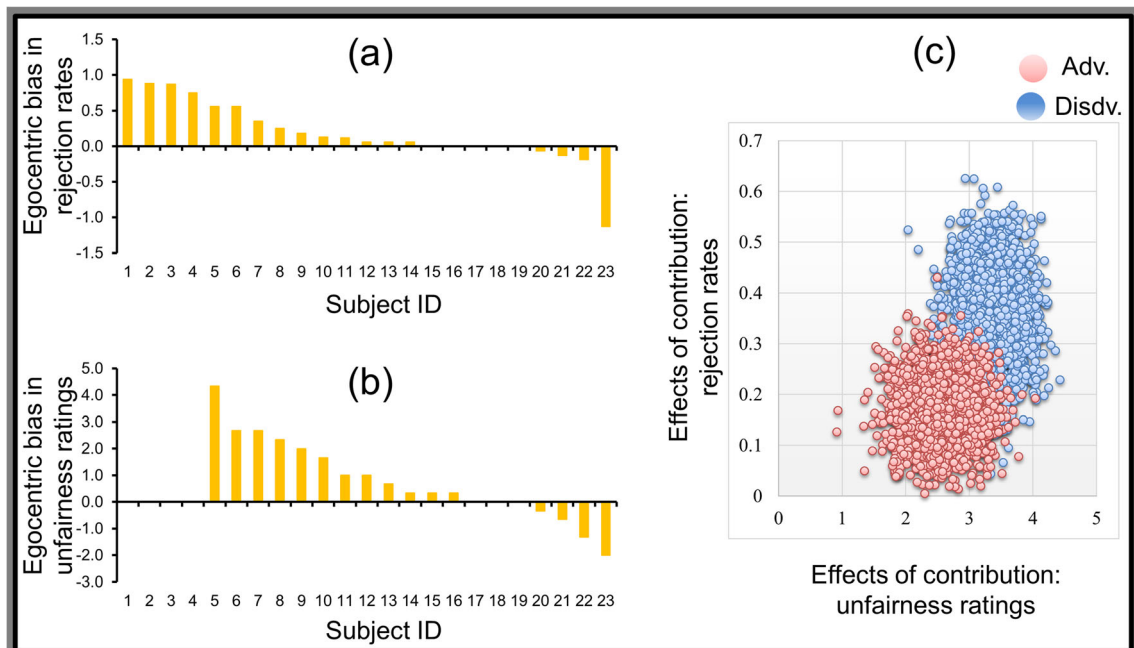 (a)
Egocentric bias in
rejection rates
1.5
1.0
0.5
0.0
-0.5
-1.0
-1.5
1 2 3 4 5 6 7 8 9 10 11 12 13 14 15 16 17 18 19 20 21 22 23
Subject ID
(b)
Egocentric bias in
unfairness ratings
5.0
4.0
3.0
2.0
1.0
0.0
-1.0
-2.0
-3.0
1 2 3 4 5 6 7 8 9 10 11 12 13 14 15 16 17 18 19 20 21 22 23
Subject ID
(c)
Adv.
Disdv.
Effects of contribution:
rejection rates
0.7
0.6
0.5
0.4
0.3
0.2
0.1
0
0 1 2 3 4 5
Effects of contribution:
unfairness ratings